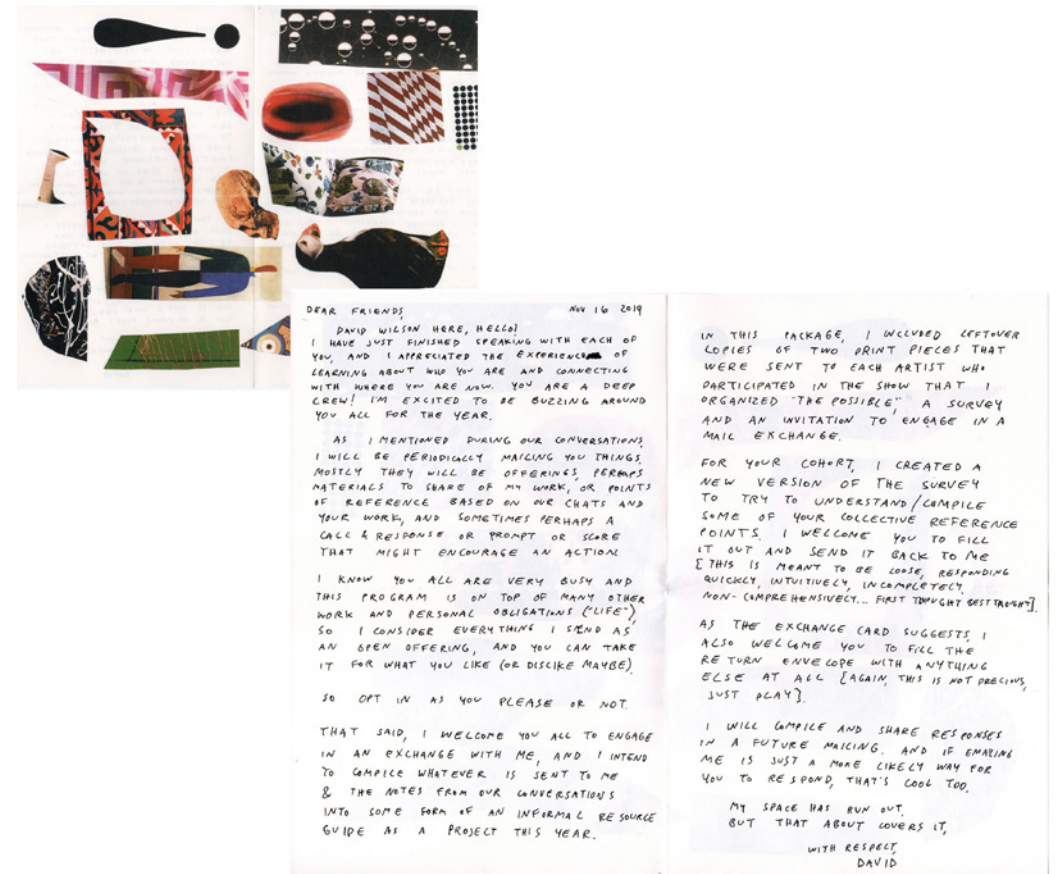 DEAR FRIENDS, NOV 16 2019
DAVID WILSON HERE, HELLO!
I HAVE JUST FINISHED SPEAKING WITH EACH OF
YOU, AND I APPRECIATED THE EXPERIENCE OF
LEARNING ABOUT WHO YOU ARE AND CONNECTING
WITH WHERE YOU ARE NOW. YOU ARE A DEEP
CREW! I'M EXCITED TO BE BUZZING AROUND
YOU ALL FOR THE YEAR.
AS I MENTIONED DURING OUR CONVERSATIONS,
I WILL BE PERIODICALLY MAILING YOU THINGS.
MOSTLY THEY WILL BE OFFERINGS, PERHAPS
MATERIALS TO SHARE OF MY WORK, OR POINTS
OF REFERENCE BASED ON OUR CHATS AND
YOUR WORK, AND SOMETIMES PERHAPS A
CALL & RESPONSE OR PROMPT OR SCORE
THAT MIGHT ENCOURAGE AN ACTION.
I KNOW YOU ALL ARE VERY BUSY AND
THIS PROGRAM IS ON TOP OF MANY OTHER
WORK AND PERSONAL OBLIGATIONS ("LIFE"),
SO I CONSIDER EVERYTHING I SEND AS
AN OPEN OFFERING, AND YOU CAN TAKE
IT FOR WHAT YOU LIKE (OR DISLIKE MAYBE).
SO OPT IN AS YOU PLEASE OR NOT.
THAT SAID, I WELCOME YOU ALL TO ENGAGE
IN AN EXCHANGE WITH ME, AND I INTEND
TO COMPILE WHATEVER IS SENT TO ME
& THE NOTES FROM OUR CONVERSATIONS
INTO SOME FORM OF AN INFORMAL RESOURCE
GUIDE AS A PROJECT THIS YEAR.
IN THIS PACKAGE, I INCLUDED LEFTOVER
COPIES OF TWO PRINT PIECES THAT
WERE SENT TO EACH ARTIST WHO
PARTICIPATED IN THE SHOW THAT I
ORGANIZED "THE POSSIBLE", A SURVEY
AND AN INVITATION TO ENGAGE IN A
MAIL EXCHANGE.
FOR YOUR COHORT, I CREATED A
NEW VERSION OF THE SURVEY
TO TRY TO UNDERSTAND/COMPILE
SOME OF YOUR COLLECTIVE REFERENCE
POINTS. I WELCOME YOU TO FILL
IT OUT AND SEND IT BACK TO ME
[THIS IS MEANT TO BE LOOSE, RESPONDING
QUICKLY, INTUITIVELY, INCOMPLETELY,
NON-COMPREHENSIVELY... FIRST THOUGHT BEST THOUGHT].
AS THE EXCHANGE CARD SUGGESTS, I
ALSO WELCOME YOU TO FILL THE
RETURN ENVELOPE WITH ANYTHING
ELSE AT ALL [AGAIN, THIS IS NOT PRECIOUS,
JUST PLAY].
I WILL COMPILE AND SHARE RESPONSES
IN A FUTURE MAILING. AND IF EMAILING
ME IS JUST A MORE LIKELY WAY FOR
YOU TO RESPOND, THAT'S COOL TOO.
MY SPACE HAS RUN OUT.
BUT THAT ABOUT COVERS IT,
WITH RESPECT,
DAVID